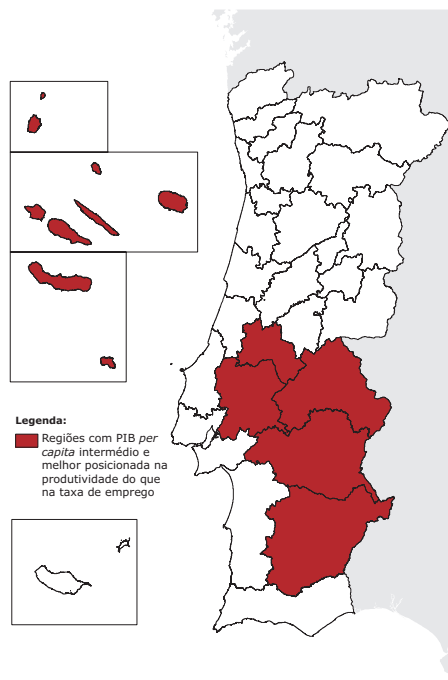 Legenda:
Regiões com PIB per
capita intermédio e
melhor posicionada na
produtividade do que
na taxa de emprego